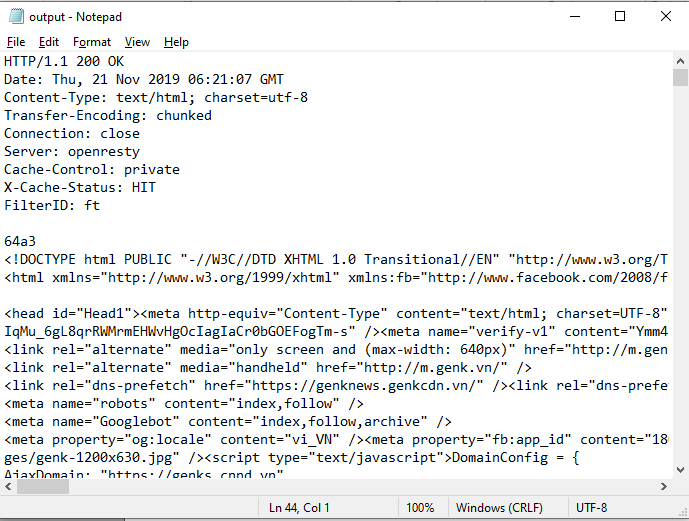 output - Notepad
File Edit Format View Help
HTTP/1.1 200 OK
Date: Thu, 21 Nov 2019 06:21:07 GMT
Content-Type: text/html; charset=utf-8
Transfer-Encoding: chunked
Connection: close
Server: openresty
Cache-Control: private
X-Cache-Status: HIT
FilterID: ft
64a3
<!DOCTYPE html PUBLIC "-//W3C//DTD XHTML 1.0 Transitional//EN" "http://www.w3.org/T
<html xmlns="http://www.w3.org/1999/xhtml" xmlns:fb="http://www.facebook.com/2008/f
<head id="Head1"><meta http-equiv="Content-Type" content="text/html; charset=UTF-8"
IqMu_6gL8qrRWMrmEHWvHgOcIagIaCr0bGOEFogTm-s" /><meta name="verify-v1" content="Ymm4
<link rel="alternate" media="only screen and (max-width: 640px)" href="http://m.gen
<link rel="alternate" media="handheld" href="http://m.genk.vn/" />
<link rel="dns-prefetch" href="https://genknews.genkcdn.vn/" /><link rel="dns-prefe
<meta name="robots" content="index,follow" />
<meta name="Googlebot" content="index,follow,archive" />
<meta property="og:locale" content="vi_VN" /><meta property="fb:app_id" content="18
ges/genk-1200x630.jpg" /><script type="text/javascript">DomainConfig = {
AjaxDomain: "https://genks.cnnd.vn"
Ln 44, Col 1 100% Windows (CRLF) UTF-8